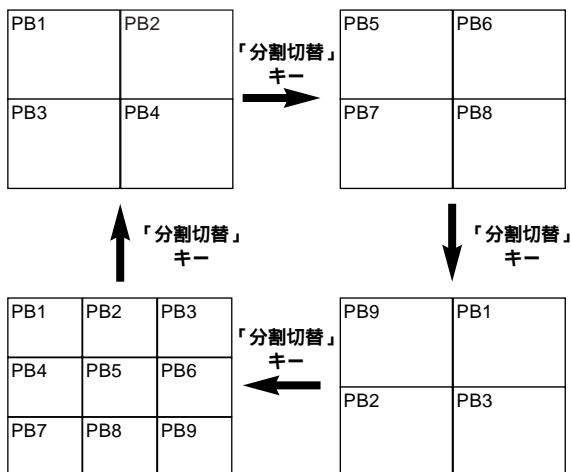 PB1 PB2
PB3 PB4
「分割切替」
キー
PB5 PB6
PB7 PB8
「分割切替」
キー
PB9 PB1
PB2 PB3
「分割切替」
キー
PB1 PB2 PB3
PB4 PB5 PB6
PB7 PB8 PB9
「分割切替」
キー